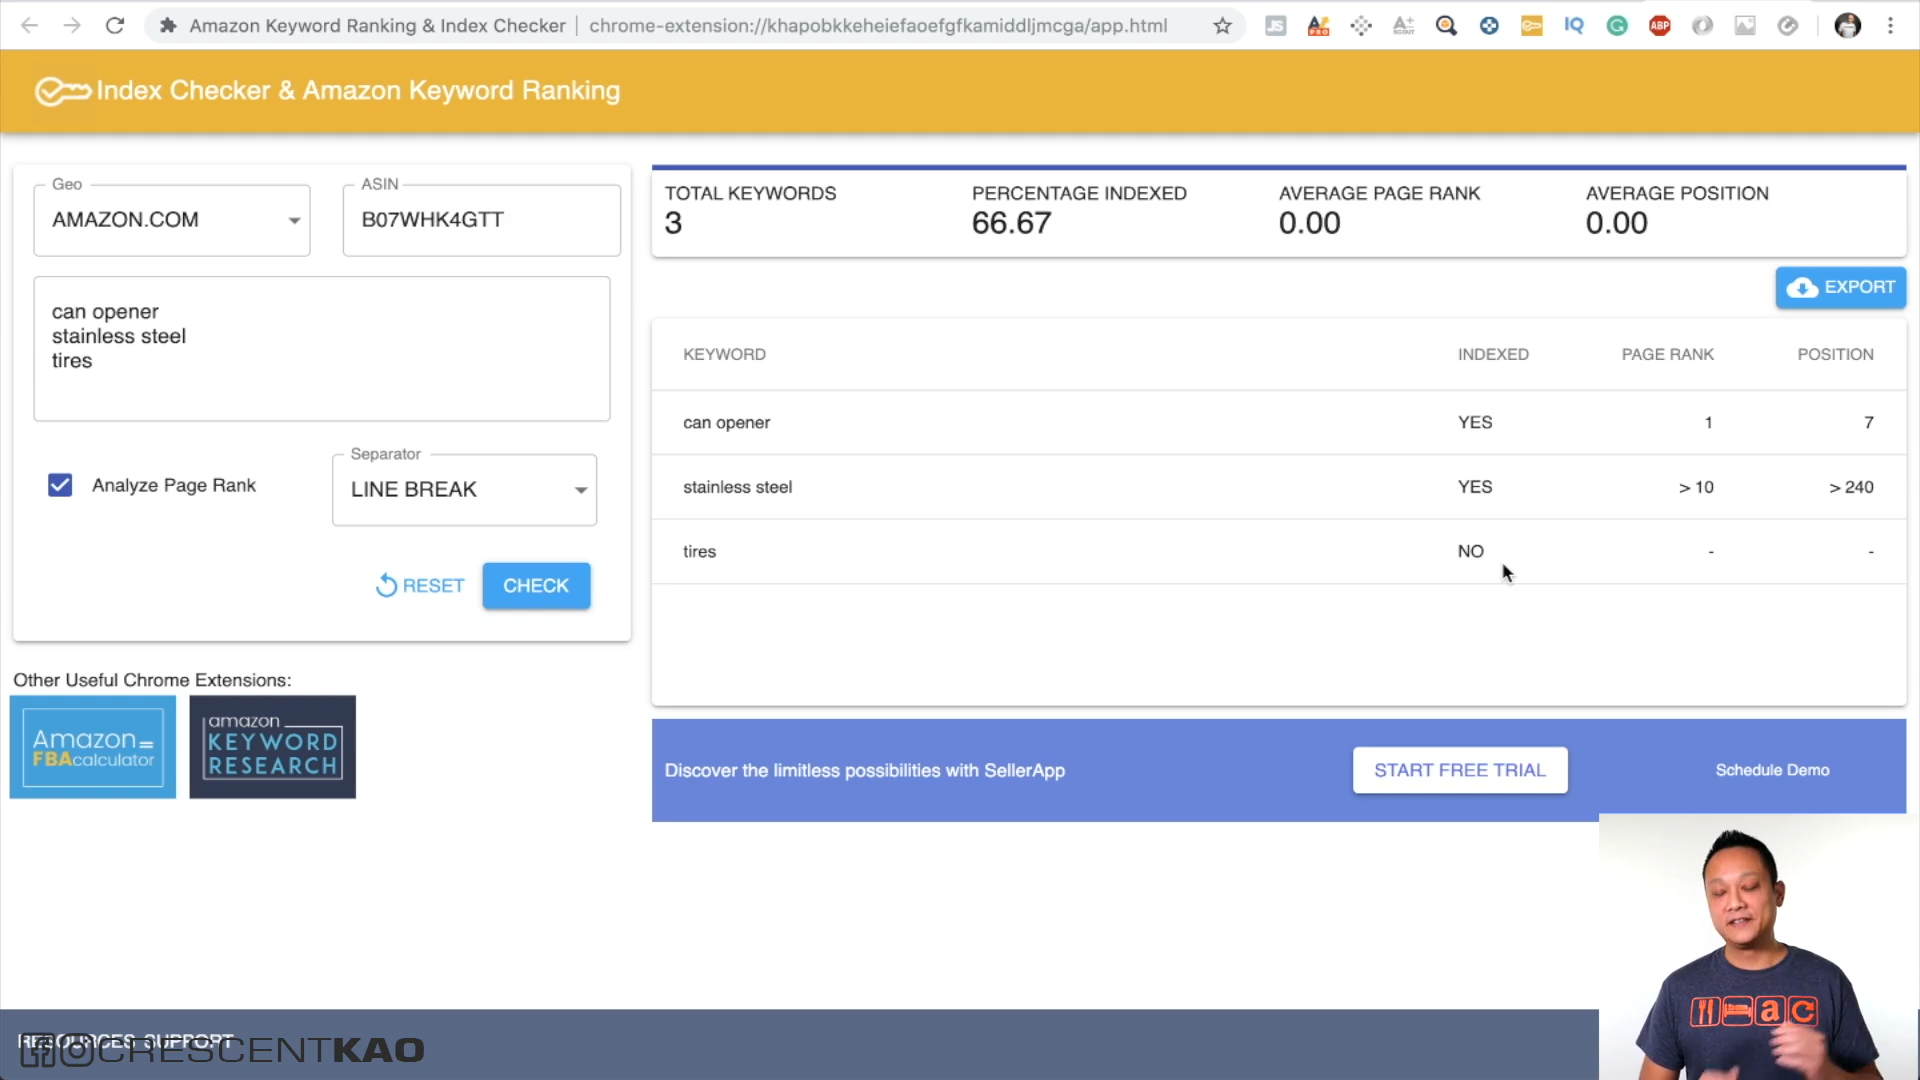 Amazon Keyword Ranking & Index Checker | chrome-extension://khapobkkeheiefaoefgfkamiddljmcga/app.html
Index Checker & Amazon Keyword Ranking
Geo
AMAZON.COM
ASIN
B07WHK4GTT
can opener
stainless steel
tires
Analyze Page Rank
Separator
LINE BREAK
RESET
CHECK
Other Useful Chrome Extensions:
Amazon
FBAcalculator
amazon
KEYWORD
RESEARCH
TOTAL KEYWORDS
3
PERCENTAGE INDEXED
66.67
AVERAGE PAGE RANK
0.00
AVERAGE POSITION
0.00
EXPORT
KEYWORD INDEXED PAGE RANK POSITION
can opener YES 1 7
stainless steel YES > 10 > 240
tires NO - -
Discover the limitless possibilities with SellerApp
START FREE TRIAL
Schedule Demo
RESOURCES SUPPORT
CRESCENTKAO